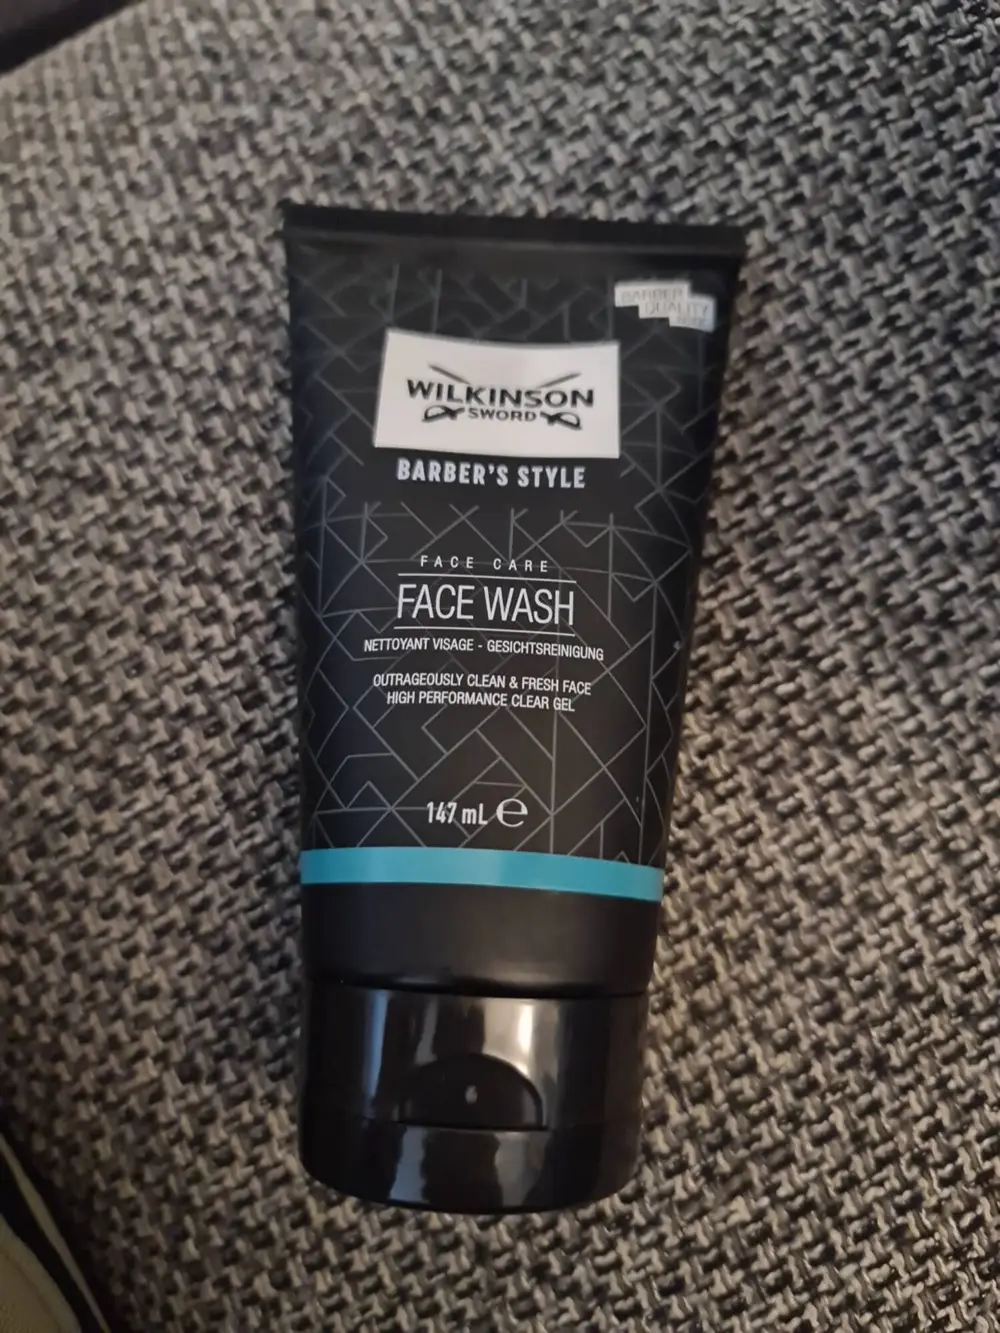 BARBER
QUALITY
WILKINSON
SWORD
BARBER'S STYLE
FACE CARE
FACE WASH
NETTOYANT VISAGE - GESICHTSREINIGUNG
OUTRAGEOUSLY CLEAN & FRESH FACE
HIGH PERFORMANCE CLEAR GEL
147 mL ℮